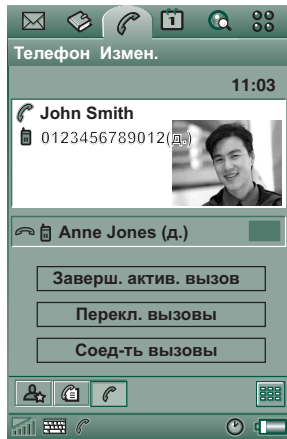 Телефон Измен.
11:03
John Smith
0123456789012(д.)
Anne Jones (д.)
Заверш. актив. вызов
Перекл. вызовы
Соед-ть вызовы